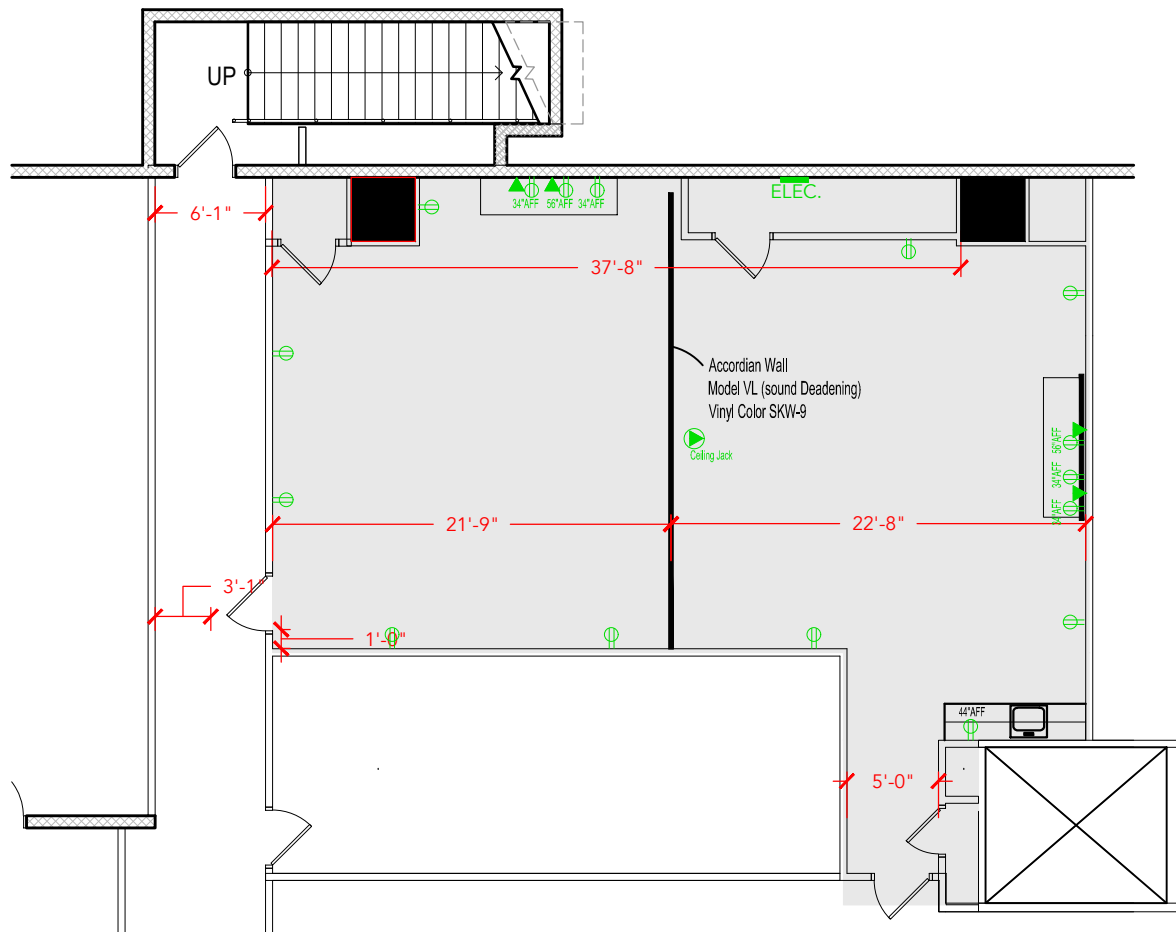 UP
ELEC.
34"AFF
56"AFF
34"AFF
6'-1"
37'-8"
Accordian Wall
Model VL (sound Deadening)
Vinyl Color SKW-9
Ceiling Jack
56"AFF
34"AFF
34"AFF
21'-9"
22'-8"
3'-1"
1'-0"
44"AFF
5'-0"